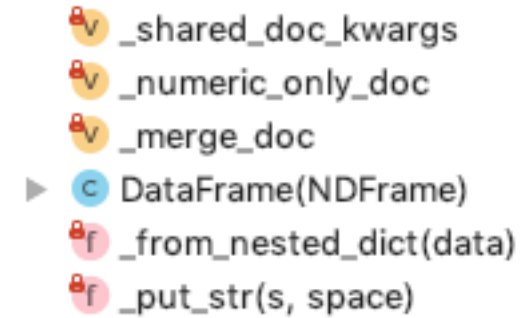 V _shared_doc_kwargs
V _numeric_only_doc
V _merge_doc
C DataFrame(NDFrame)
f _from_nested_dict(data)
f _put_str(s, space)